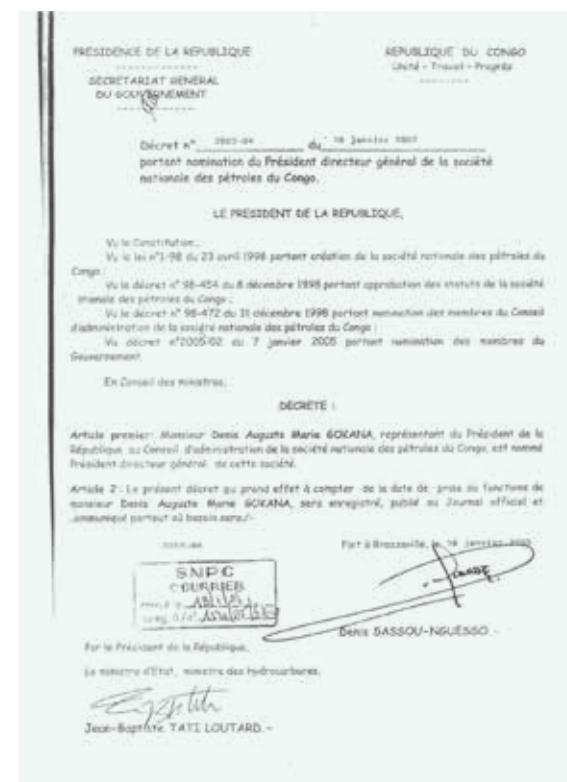 PRESIDENCE DE LA REPUBLIQUE
REPUBLIQUE DU CONGO
Unité - Travail - Progrès
SECRETARIAT GENERAL
DU GOUVERNEMENT
Décret n° du janvier
portant nomination du Président directeur général de la société
nationale des pétroles du Congo.
LE PRESIDENT DE LA REPUBLIQUE,
Vu la Constitution ;
Vu la loi n°1-98 du 23 avril 1998 portant création de la société nationale des pétroles du
Congo ;
Vu le décret n° 98-454 du 8 décembre 1998 portant approbation des statuts de la société
nationale des pétroles du Congo ;
Vu le décret n° 98-472 du 31 décembre 1998 portant nomination des membres du Conseil
d'administration de la société nationale des pétroles du Congo ;
Vu décret n°2005-02 du 7 janvier 2005 portant nomination des membres du
Gouvernement.
En Conseil des ministres,
DECRETE :
Article premier: Monsieur Denis Auguste Marie GOKANA, représentant du Président de la
République au Conseil d'administration de la société nationale des pétroles du Congo, est nommé
Président directeur général de cette société.
Article 2 : Le présent décret qui prend effet à compter de la date de prise de fonctions de
monsieur Denis Auguste Marie GOKANA, sera enregistré, publié au Journal officiel et
communiqué partout où besoin sera./-
Fait à Brazzaville, le janvier
SNPC
COURRIER
Denis SASSOU-NGUESSO.-
Par le Président de la République,
Le ministre d'Etat, ministre des hydrocarbures,
Jean-Baptiste TATI LOUTARD.-